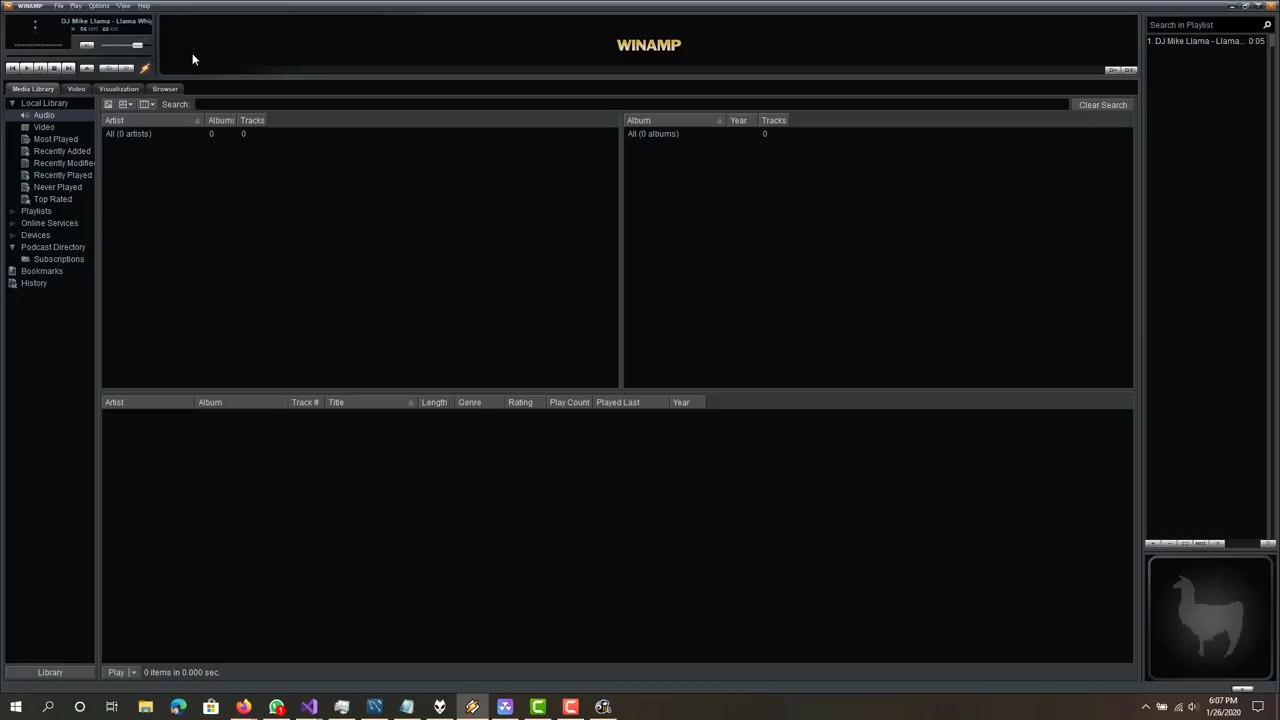 WINAMP File Play Options View Help
DJ Mike Llama - Llama Whip
56 KBPS 22 KHZ
WINAMP
Search in Playlist
1. DJ Mike Llama - Llama... 0:05
Media Library Video Visualization Browser
Search: Clear Search
Local Library
Audio
Video
Most Played
Recently Added
Recently Modifie
Recently Played
Never Played
Top Rated
Playlists
Online Services
Devices
Podcast Directory
Subscriptions
Bookmarks
History
Library
Artist Albums Tracks
All (0 artists) 0 0
Album Year Tracks
All (0 albums) 0
Artist Album Track # Title Length Genre Rating Play Count Played Last Year
Play 0 items in 0.000 sec.
6:07 PM
1/26/2020